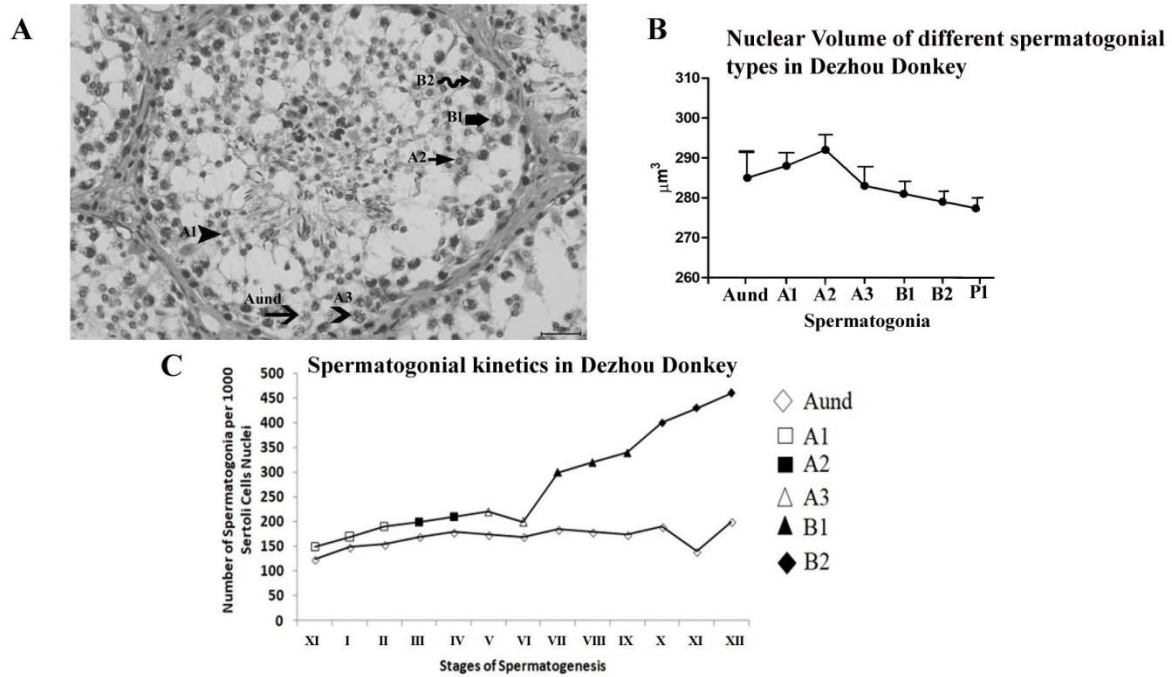 A
B2
B1
A2
A1
Aund
A3
B
Nuclear Volume of different spermatogonial
types in Dezhou Donkey
310
300
290
280
270
260
μm³
Aund A1 A2 A3 B1 B2 P1
Spermatogonia
C
Spermatogonial kinetics in Dezhou Donkey
Number of Spermatogonia per 1000
Sertoli Cells Nuclei
500
450
400
350
300
250
200
150
100
50
0
XI I II III IV V VI VII VIII IX X XI XII
Stages of Spermatogenesis
Aund
A1
A2
A3
B1
B2